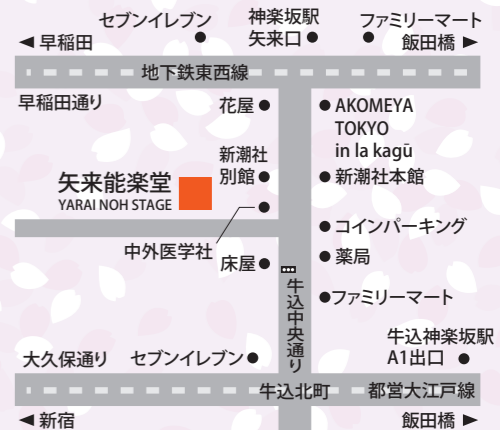 セブンイレブン
神楽坂駅
矢来口
ファミリーマート
早稲田
飯田橋
地下鉄東西線
早稲田通り
花屋
AKOMEYA
TOKYO
in la kagū
新潮社
別館
新潮社本館
矢来能楽堂
YARAI NOH STAGE
コインパーキング
中外医学社
床屋
薬局
牛込中央通り
ファミリーマート
牛込神楽坂駅
A1出口
大久保通り
セブンイレブン
牛込北町
都営大江戸線
新宿
飯田橋